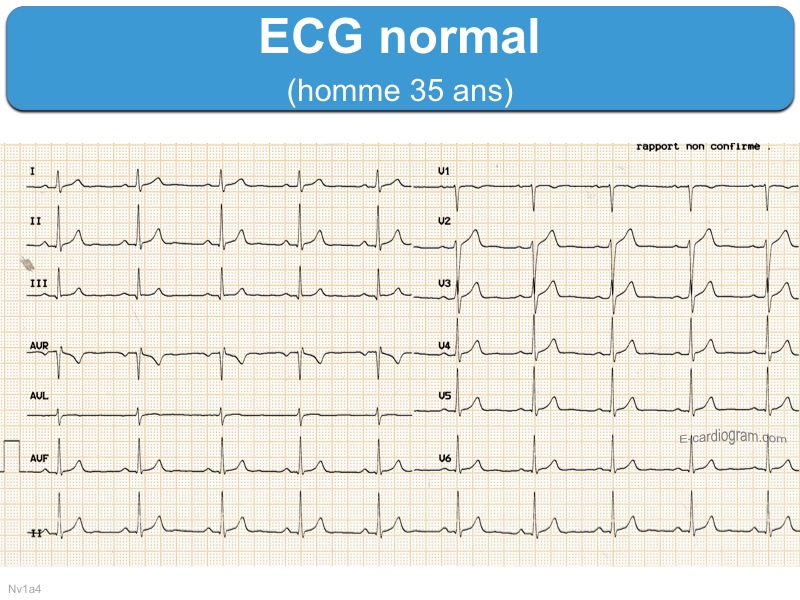 ECG normal
(homme 35 ans)
rapport non confirmé .
I
V1
II
V2
III
V3
AVR
V4
AVL
V5
E-cardiogram.com
AVF
V6
II
Nv1a4